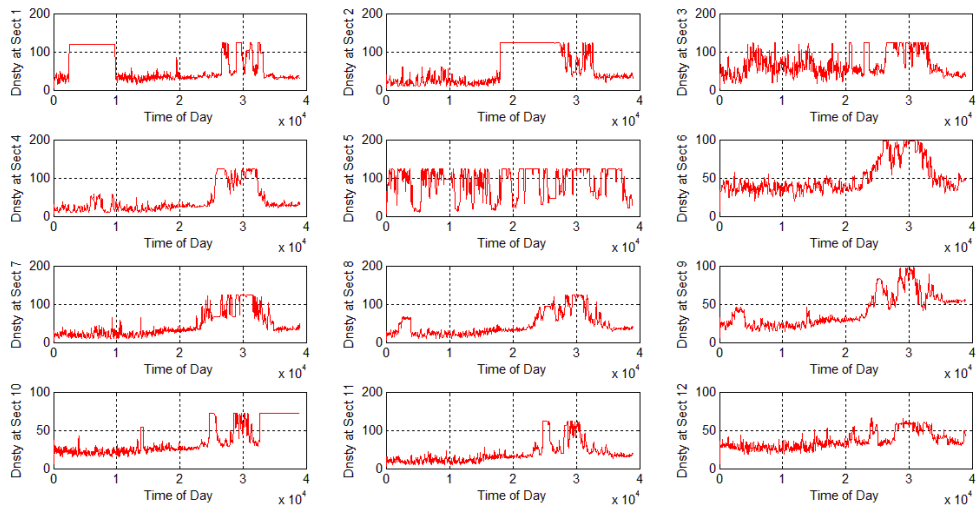 Dnsty at Sect 1
200
100
0
0
1
2
3
4
Time of Day
x 10^4
Dnsty at Sect 2
200
100
0
0
1
2
3
4
Time of Day
x 10^4
Dnsty at Sect 3
200
100
0
0
1
2
3
4
Time of Day
x 10^4
Dnsty at Sect 4
200
100
0
0
1
2
3
4
Time of Day
x 10^4
Dnsty at Sect 5
200
100
0
0
1
2
3
4
Time of Day
x 10^4
Dnsty at Sect 6
100
50
0
0
1
2
3
4
Time of Day
x 10^4
Dnsty at Sect 7
200
100
0
0
1
2
3
4
Time of Day
x 10^4
Dnsty at Sect 8
200
100
0
0
1
2
3
4
Time of Day
x 10^4
Dnsty at Sect 9
100
50
0
0
1
2
3
4
Time of Day
x 10^4
Dnsty at Sect 10
100
50
0
0
1
2
3
4
Time of Day
x 10^4
Dnsty at Sect 11
200
100
0
0
1
2
3
4
Time of Day
x 10^4
Dnsty at Sect 12
100
50
0
0
1
2
3
4
Time of Day
x 10^4